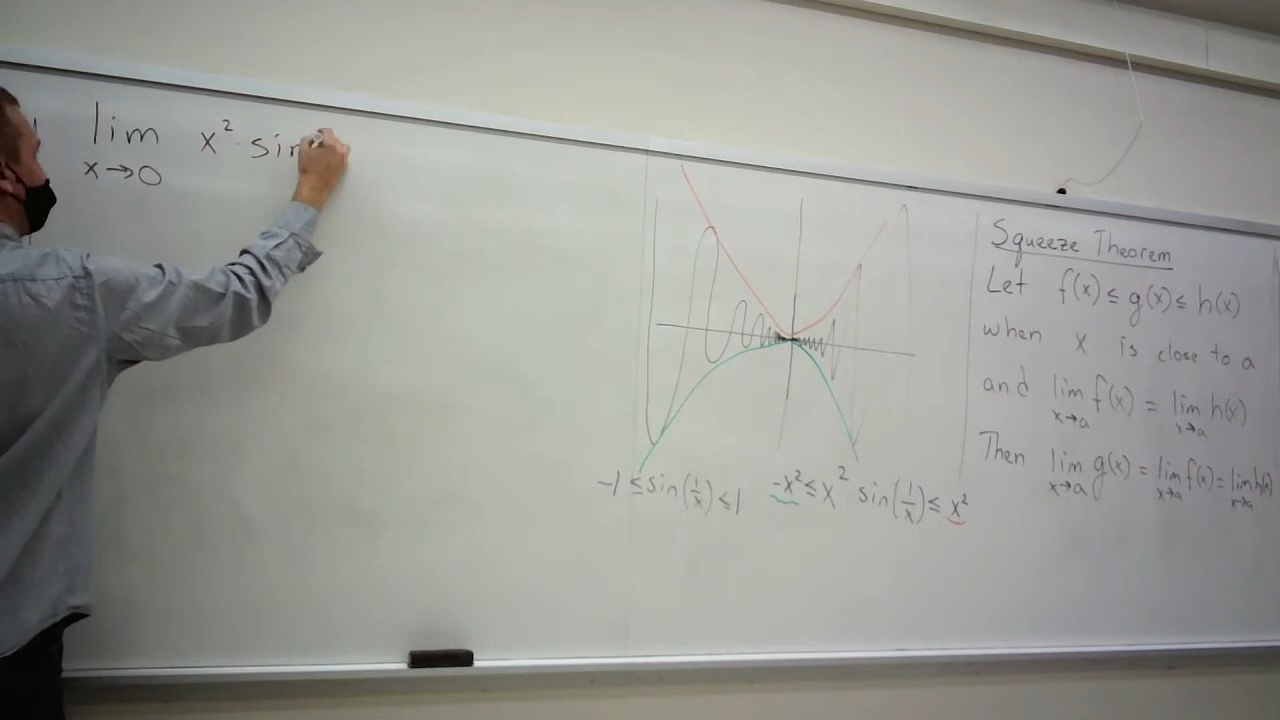 lim x² · sin
x→0
-1 ≤ sin(1/x) ≤ 1
-x² ≤ x² sin(1/x) ≤ x²
Squeeze Theorem
Let f(x) ≤ g(x) ≤ h(x)
when x is close to a
and lim f(x) = lim h(x)
x→a x→a
Then lim g(x) = lim f(x) = lim h(x)
x→a x→a x→a